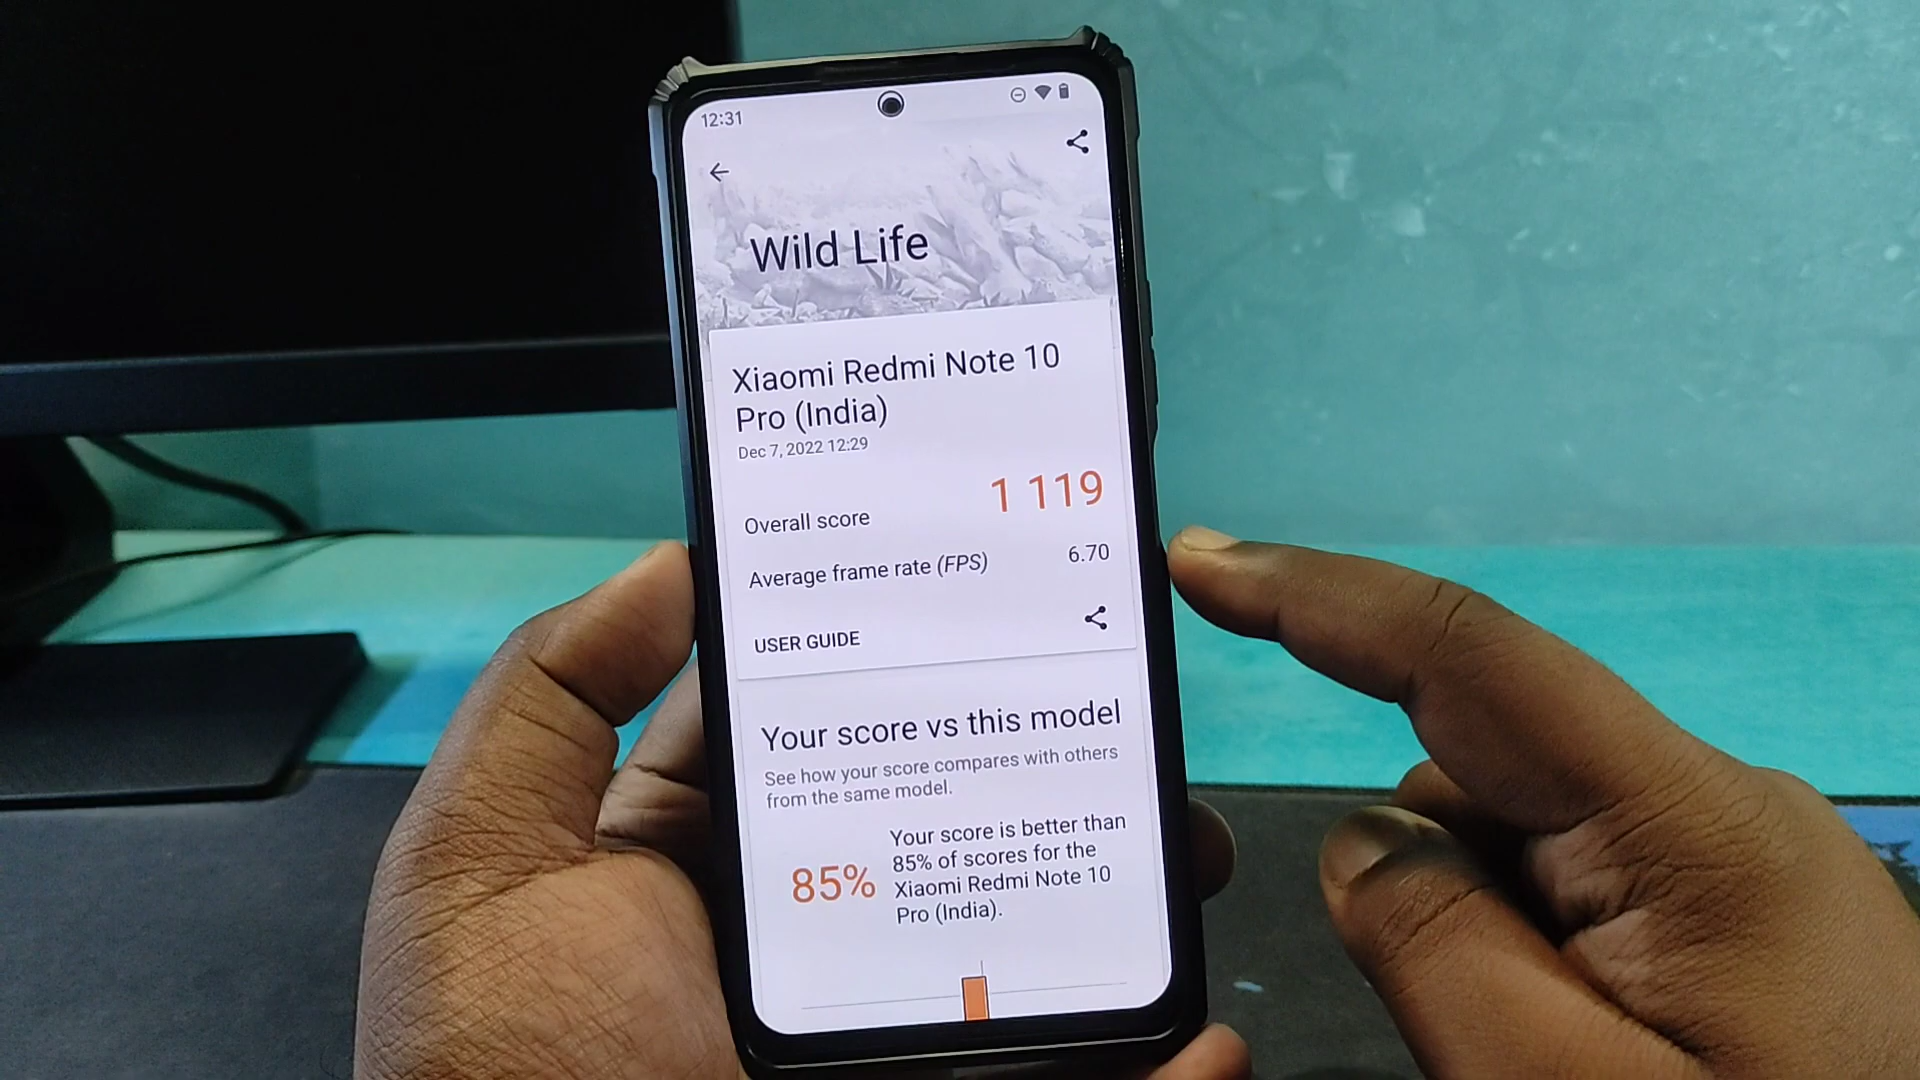 12:31
Wild Life
Xiaomi Redmi Note 10
Pro (India)
Dec 7, 2022 12:29
Overall score 1 119
Average frame rate (FPS) 6.70
USER GUIDE
Your score vs this model
See how your score compares with others
from the same model.
85%
Your score is better than
85% of scores for the
Xiaomi Redmi Note 10
Pro (India).